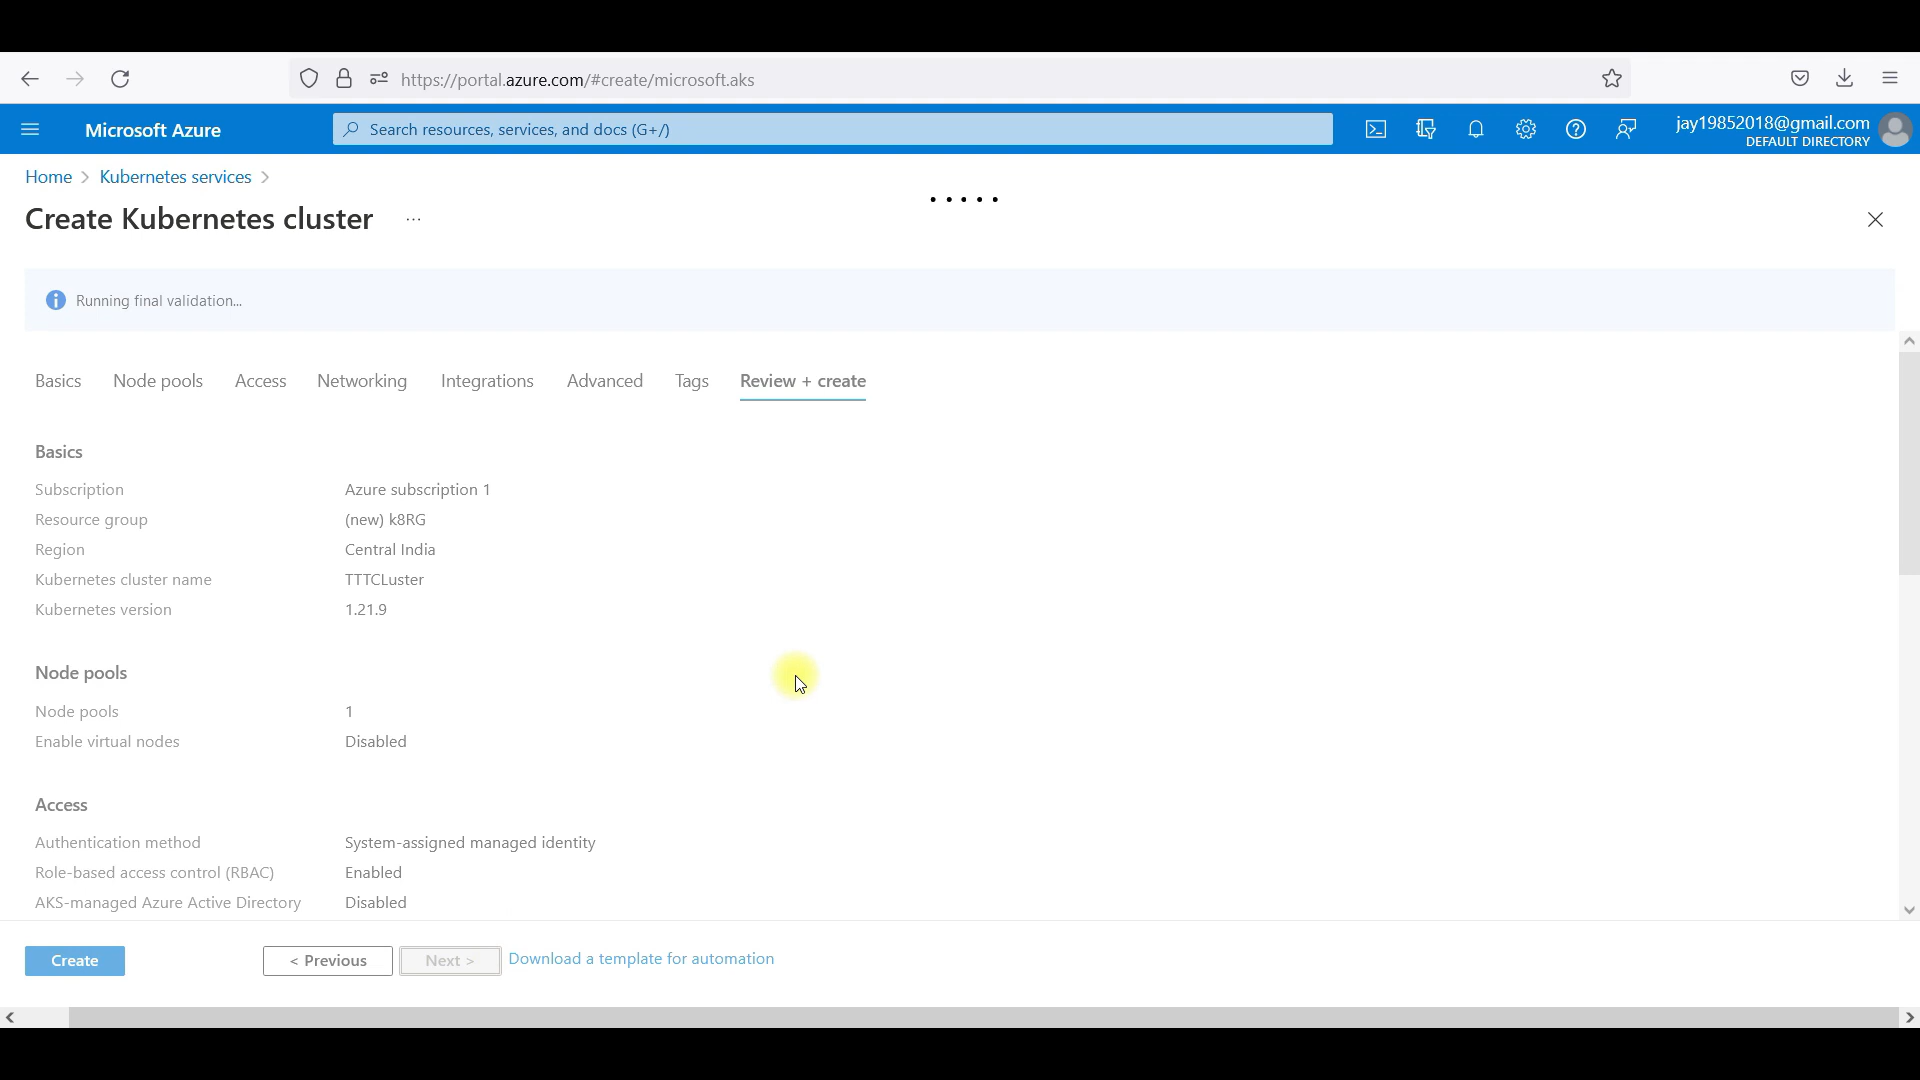 https://portal.azure.com/#create/microsoft.aks
Microsoft Azure
Search resources, services, and docs (G+/)
jay19852018@gmail.com
DEFAULT DIRECTORY
Home > Kubernetes services >
Create Kubernetes cluster ...
Running final validation...
Basics Node pools Access Networking Integrations Advanced Tags Review + create
Basics
Subscription Azure subscription 1
Resource group (new) k8RG
Region Central India
Kubernetes cluster name TTTCLuster
Kubernetes version 1.21.9
Node pools
Node pools 1
Enable virtual nodes Disabled
Access
Authentication method System-assigned managed identity
Role-based access control (RBAC) Enabled
AKS-managed Azure Active Directory Disabled
Create < Previous Next > Download a template for automation